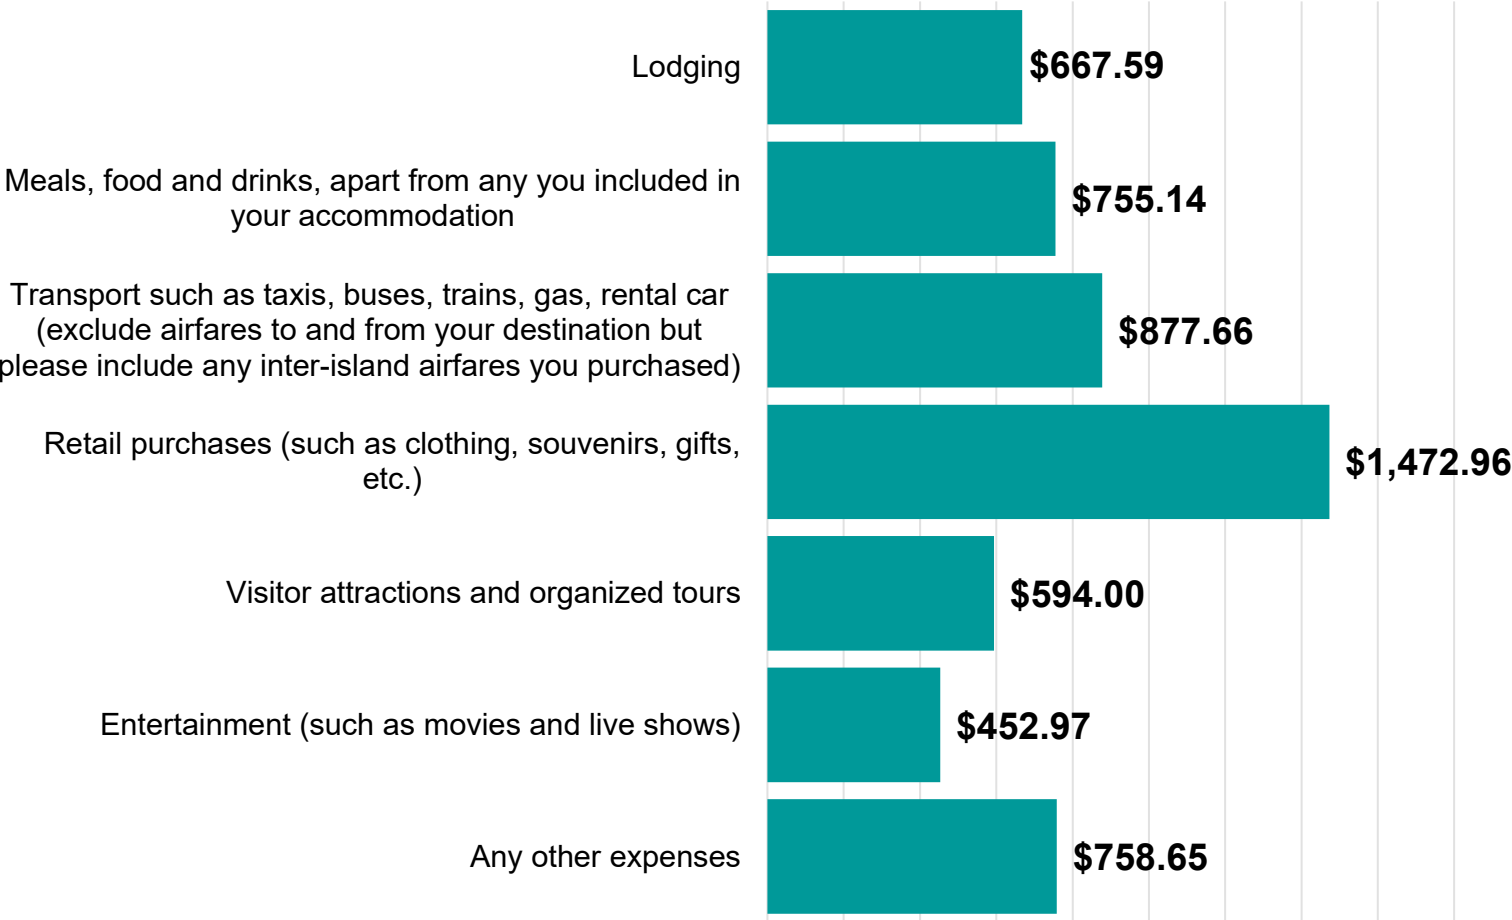 Lodging
$667.59
Meals, food and drinks, apart from any you included in
your accommodation
$755.14
Transport such as taxis, buses, trains, gas, rental car
(exclude airfares to and from your destination but
please include any inter-island airfares you purchased)
$877.66
Retail purchases (such as clothing, souvenirs, gifts,
etc.)
$1,472.96
Visitor attractions and organized tours
$594.00
Entertainment (such as movies and live shows)
$452.97
Any other expenses
$758.65